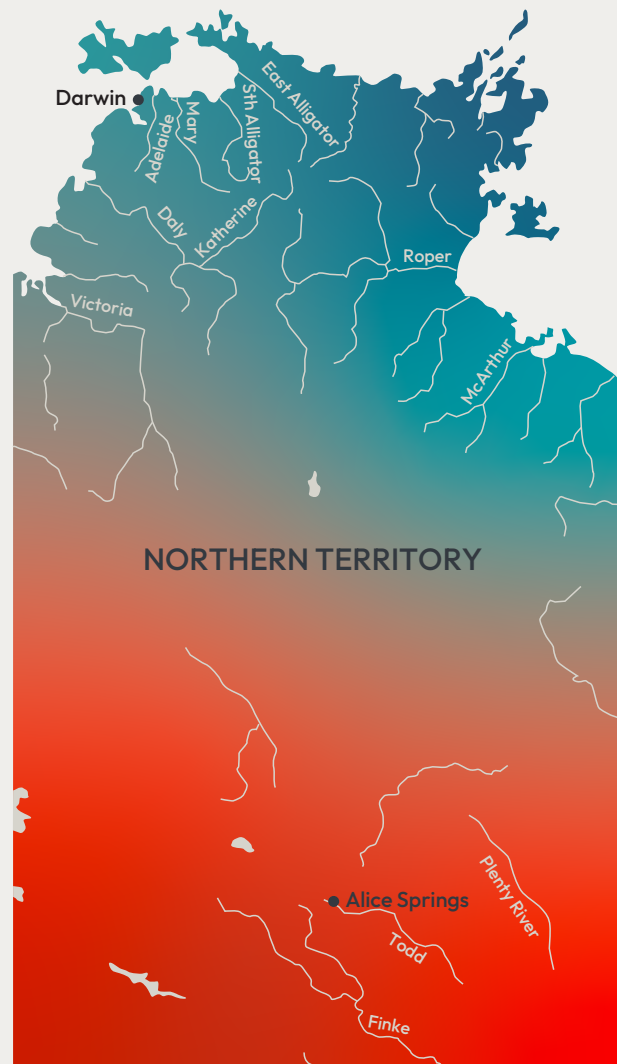 Darwin
Adelaide
Mary
Sth Alligator
East Alligator
Daly
Katherine
Roper
Victoria
McArthur
NORTHERN TERRITORY
Alice Springs
Plenty River
Todd
Finke